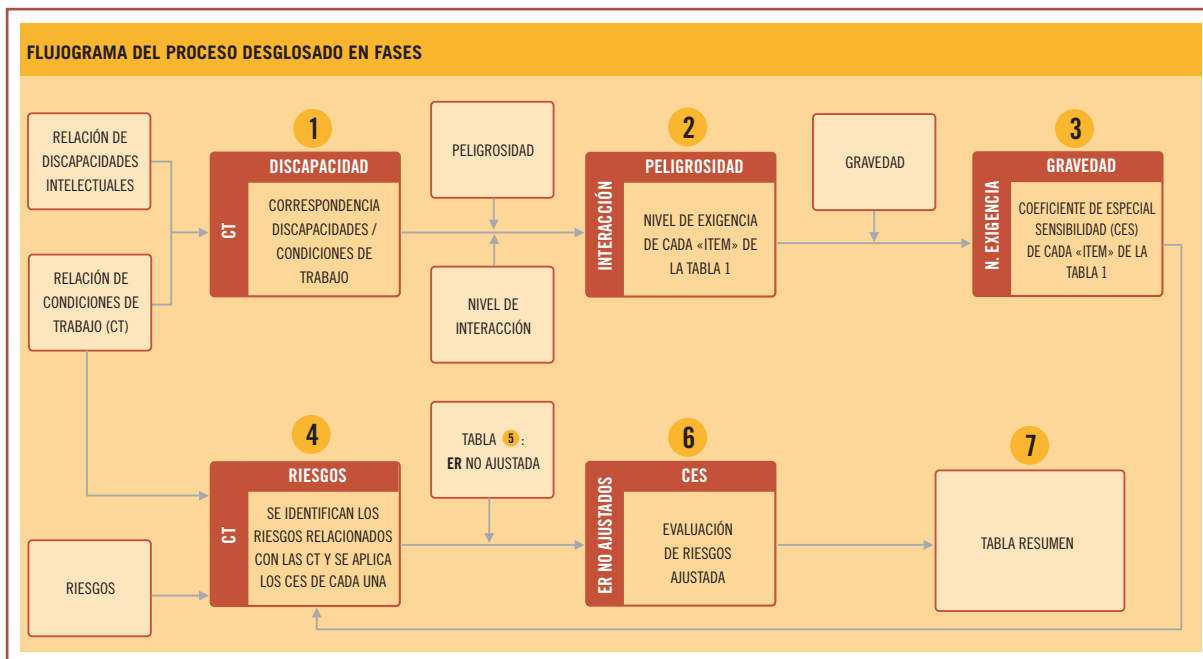 FLUJOGRAMA DEL PROCESO DESGLOSADO EN FASES
RELACIÓN DE
DISCAPACIDADES
INTELECTUALES
RELACIÓN DE
CONDICIONES DE
TRABAJO (CT)
1
CT
DISCAPACIDAD
CORRESPONDENCIA
DISCAPACIDADES /
CONDICIONES DE
TRABAJO
PELIGROSIDAD
NIVEL DE
INTERACCIÓN
2
INTERACCIÓN
PELIGROSIDAD
NIVEL DE EXIGENCIA
DE CADA «ITEM» DE
LA TABLA 1
GRAVEDAD
3
N. EXIGENCIA
GRAVEDAD
COEFICIENTE DE ESPECIAL
SENSIBILIDAD (CES)
DE CADA «ITEM» DE LA
TABLA 1
RIESGOS
4
CT
RIESGOS
SE IDENTIFICAN LOS
RIESGOS RELACIONADOS
CON LAS CT Y SE APLICA
LOS CES DE CADA UNA
TABLA 5 :
ER NO AJUSTADA
6
ER NO AJUSTADOS
CES
EVALUACIÓN
DE RIESGOS
AJUSTADA
7
TABLA RESUMEN